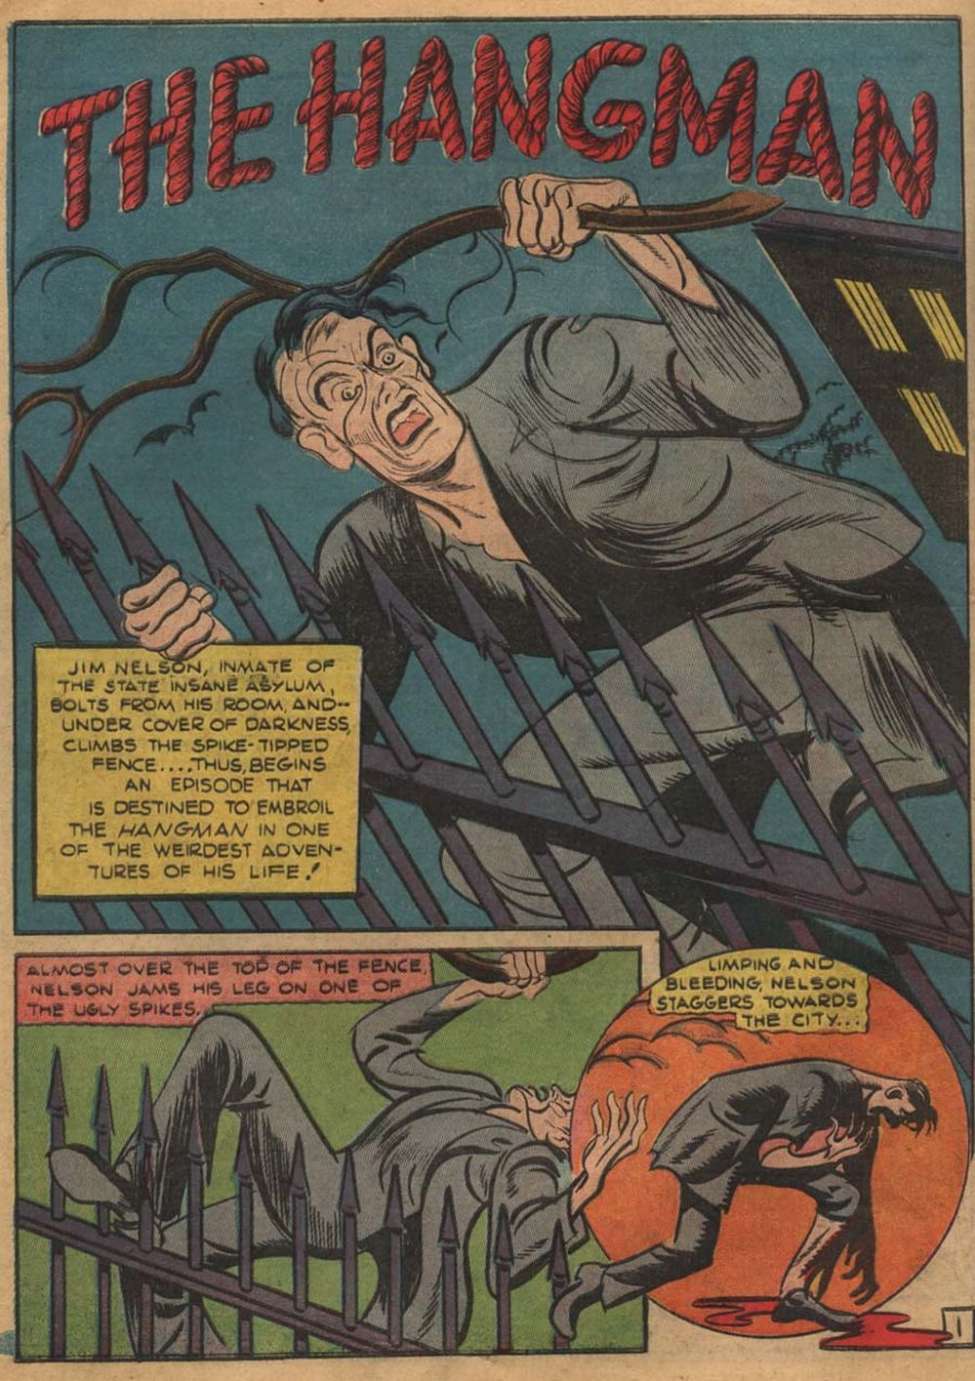 THE HANGMAN
JIM NELSON, INMATE OF
THE STATE INSANE ASYLUM,
BOLTS FROM HIS ROOM, AND--
UNDER COVER OF DARKNESS,
CLIMBS THE SPIKE-TIPPED
FENCE....THUS, BEGINS
AN EPISODE THAT
IS DESTINED TO EMBROIL
THE HANGMAN IN ONE
OF THE WEIRDEST ADVEN-
TURES OF HIS LIFE!
ALMOST OVER THE TOP OF THE FENCE,
NELSON JAMS HIS LEG ON ONE OF
THE UGLY SPIKES...
LIMPING AND
BLEEDING, NELSON
STAGGERS TOWARDS
THE CITY...
1